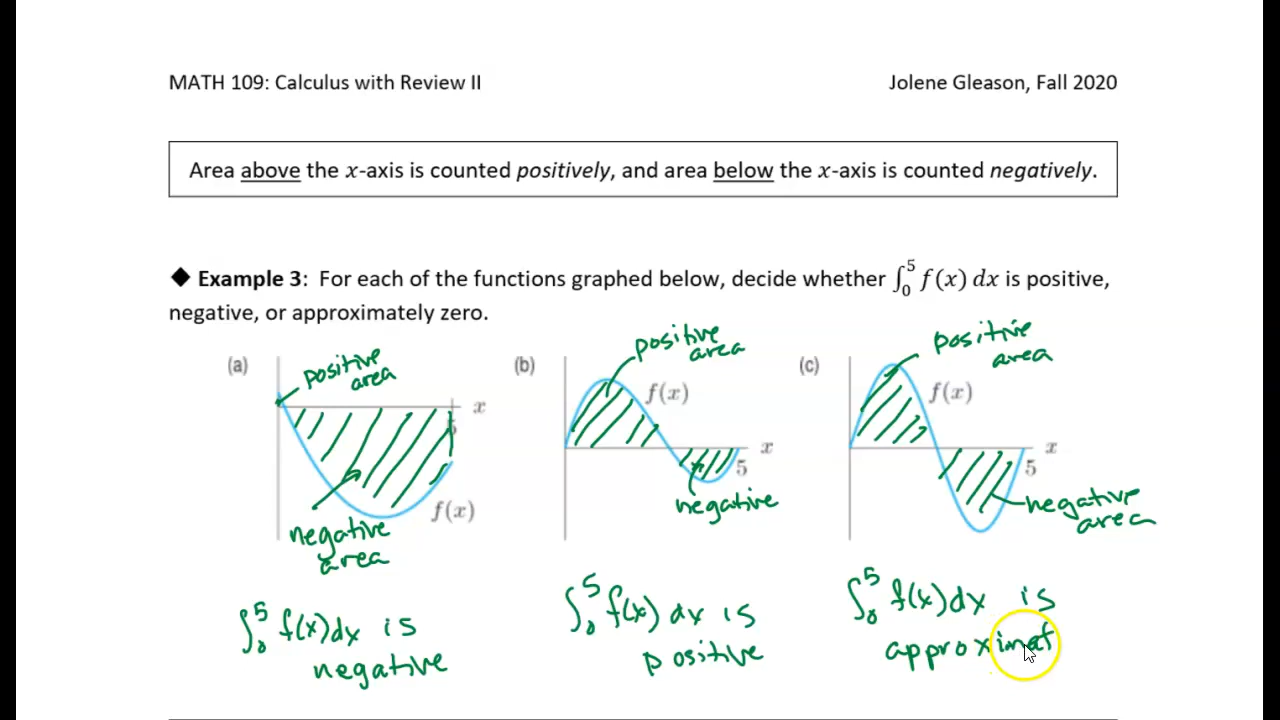 MATH 109: Calculus with Review II
Jolene Gleason, Fall 2020
Area above the x-axis is counted positively, and area below the x-axis is counted negatively.
◆ Example 3: For each of the functions graphed below, decide whether ∫₀⁵ f(x) dx is positive,
negative, or approximately zero.
(a)
positive
area
x
5
f(x)
negative
area
∫₀⁵ f(x)dx is
negative
(b)
positive
area
f(x)
x
5
negative
∫₀⁵ f(x) dx is
positive
(c)
positive
area
f(x)
x
5
negative
area
∫₀⁵ f(x)dx is
approximat